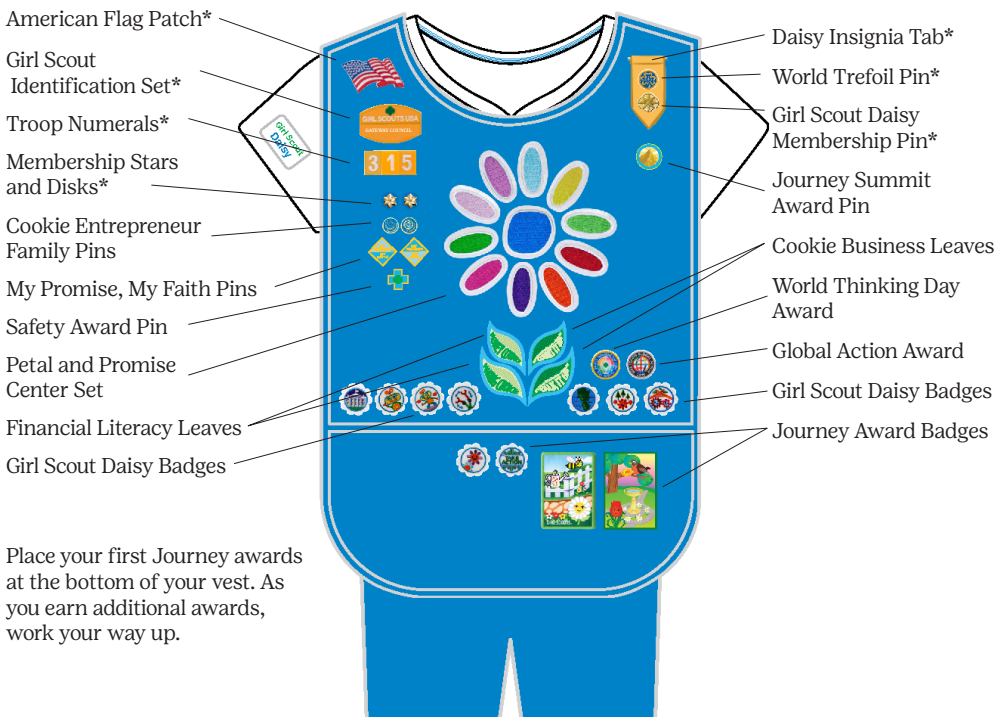 American Flag Patch*
Girl Scout
Identification Set*
Troop Numerals*
Membership Stars
and Disks*
Cookie Entrepreneur
Family Pins
My Promise, My Faith Pins
Safety Award Pin
Petal and Promise
Center Set
Financial Literacy Leaves
Girl Scout Daisy Badges
Place your first Journey awards
at the bottom of your vest. As
you earn additional awards,
work your way up.
Girl Scout
Daisy
GIRL SCOUTS USA
GATEWAY COUNCIL
315
TAKE
ACTION
Daisy Insignia Tab*
World Trefoil Pin*
Girl Scout Daisy
Membership Pin*
Journey Summit
Award Pin
Cookie Business Leaves
World Thinking Day
Award
Global Action Award
Girl Scout Daisy Badges
Journey Award Badges